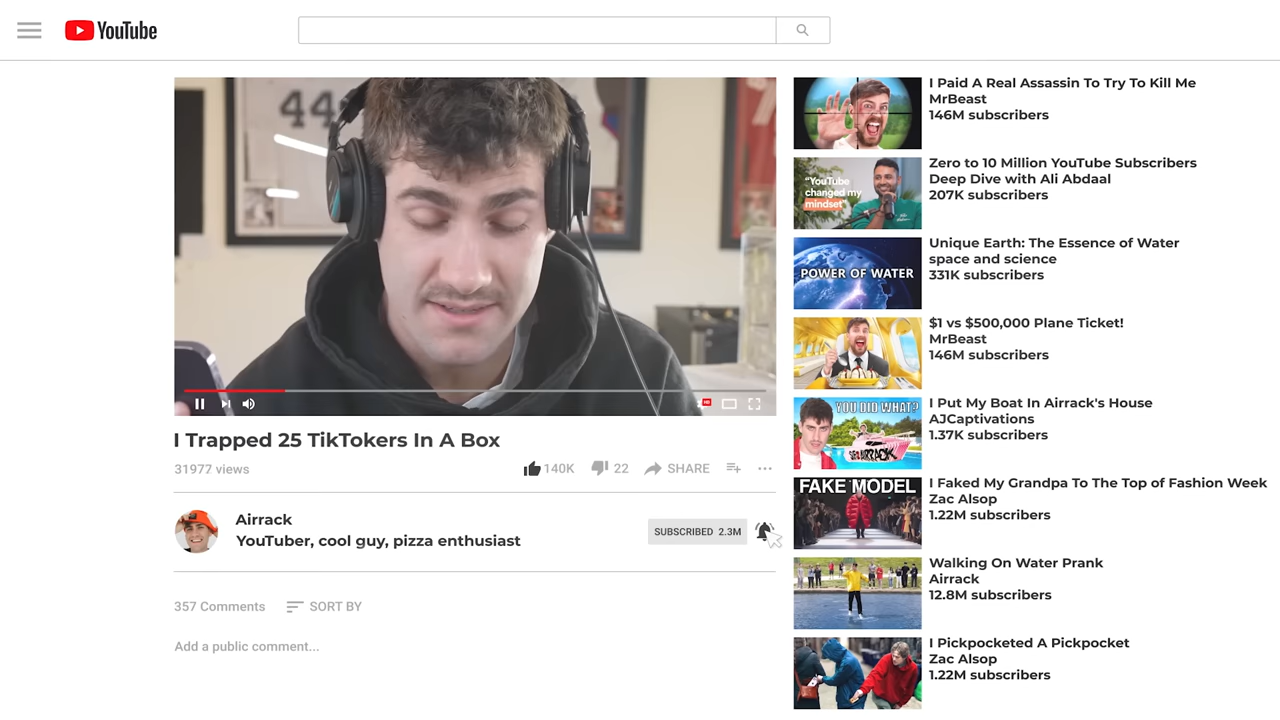 YouTube
44
HD
I Trapped 25 TikTokers In A Box
31977 views
140K
22
SHARE
Airrack
YouTuber, cool guy, pizza enthusiast
SUBSCRIBED 2.3M
357 Comments
SORT BY
Add a public comment...
I Paid A Real Assassin To Try To Kill Me
MrBeast
146M subscribers
"YouTube
changed my
mindset"
Zero to 10 Million YouTube Subscribers
Deep Dive with Ali Abdaal
207K subscribers
POWER OF WATER
Unique Earth: The Essence of Water
space and science
331K subscribers
$1 vs $500,000 Plane Ticket!
MrBeast
146M subscribers
YOU DID WHAT?
I Put My Boat In Airrack's House
AJCaptivations
1.37K subscribers
FAKE MODEL
I Faked My Grandpa To The Top of Fashion Week
Zac Alsop
1.22M subscribers
Walking On Water Prank
Airrack
12.8M subscribers
I Pickpocketed A Pickpocket
Zac Alsop
1.22M subscribers